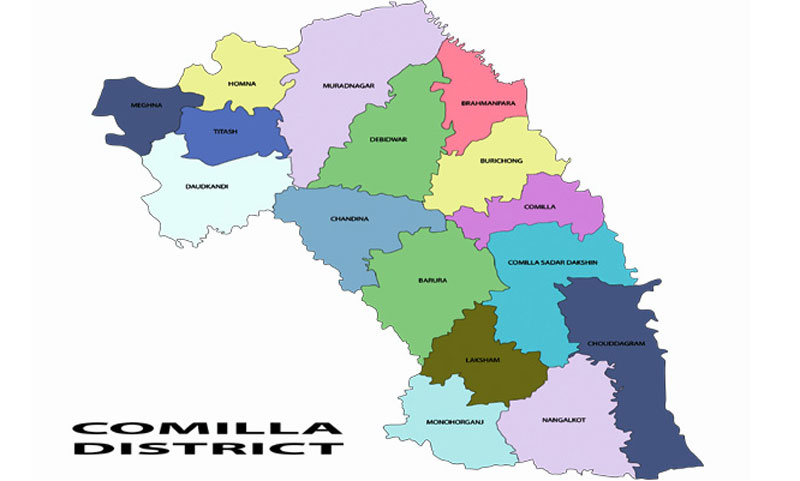 HOMNA
MURADNAGAR
MEGHNA
BRAHMANPARA
TITASH
DEBIDWAR
BURICHONG
DAUDKANDI
COMILLA
CHANDINA
COMILLA SADAR DAKSHIN
BARURA
CHOUDDAGRAM
LAKSHAM
MONOHORGANJ
NANGALKOT
COMILLA
DISTRICT